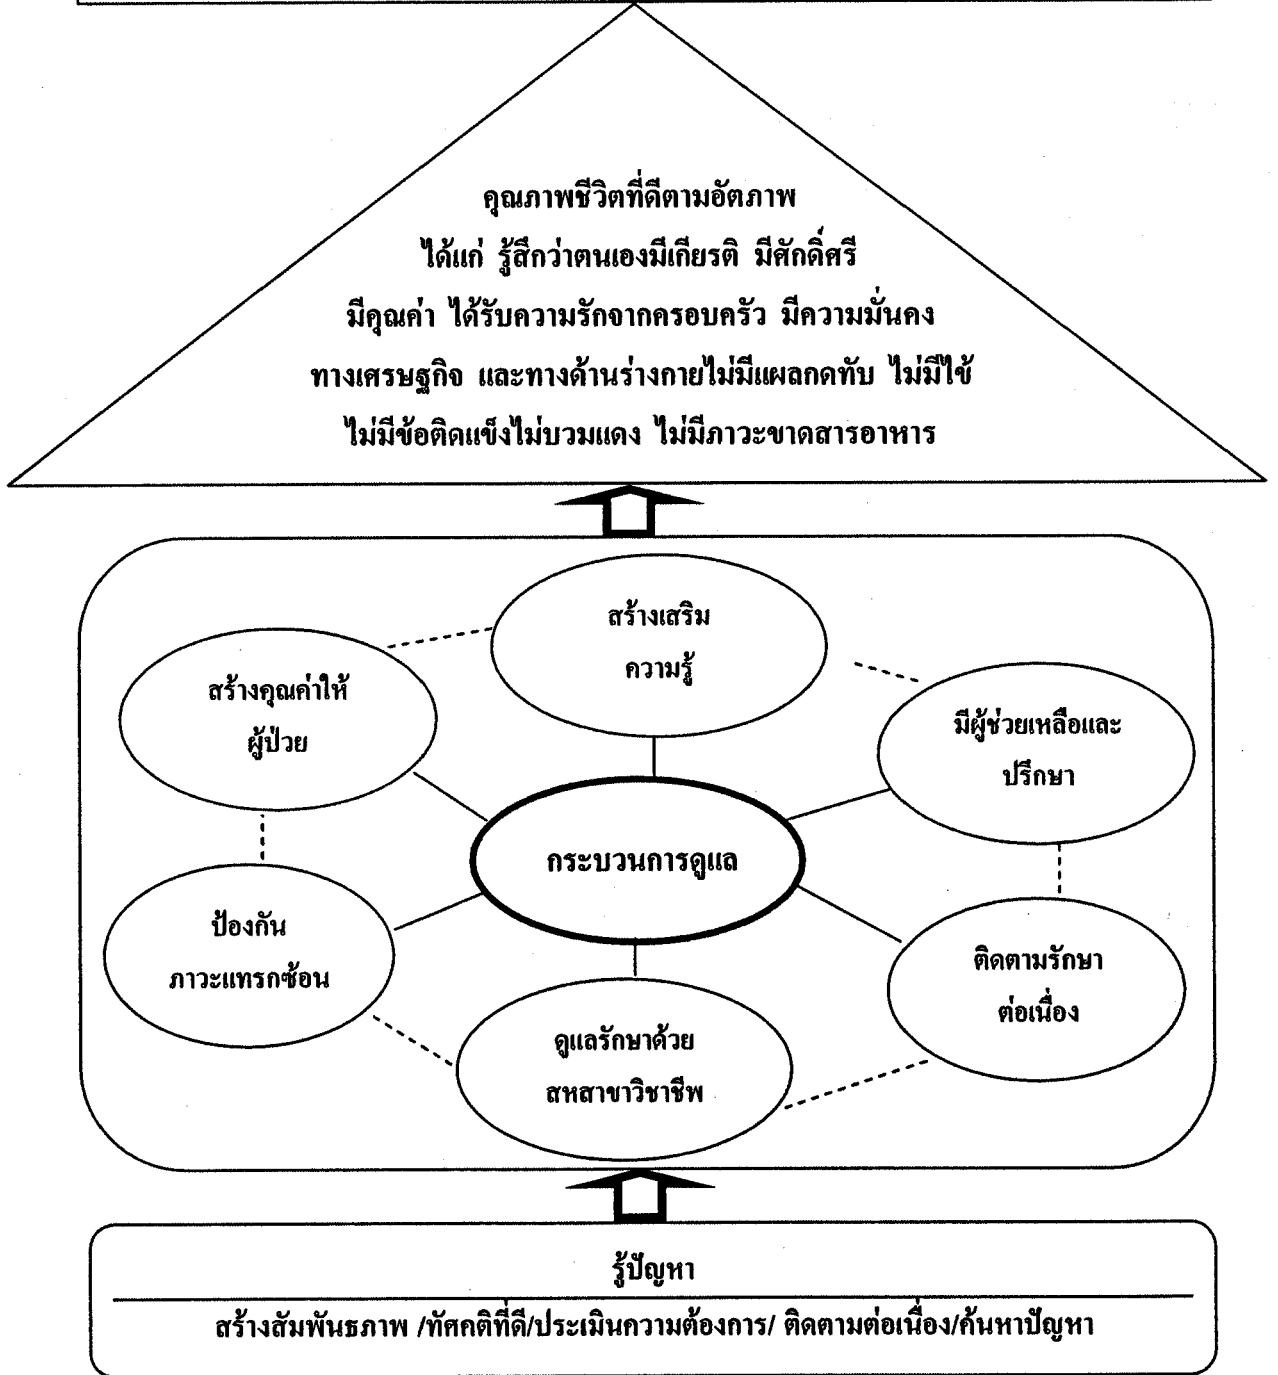 คุณภาพชีวิตที่ดีตามอัตภาพ
ได้แก่ รู้สึกว่าตนเองมีเกียรติ มีศักดิ์ศรี
มีคุณค่า ได้รับความรักจากครอบครัว มีความมั่นคง
ทางเศรษฐกิจ และทางด้านร่างกายไม่มีแผลกดทับ ไม่มีไข้
ไม่มีข้อติดแข็งไม่บวมแดง ไม่มีภาวะขาดสารอาหาร
สร้างเสริม
ความรู้
สร้างคุณค่าให้
ผู้ป่วย
มีผู้ช่วยเหลือและ
ปรึกษา
กระบวนการดูแล
ป้องกัน
ภาวะแทรกซ้อน
ติดตามรักษา
ต่อเนื่อง
ดูแลรักษาด้วย
สหสาขาวิชาชีพ
รู้ปัญหา
สร้างสัมพันธภาพ /ทัศคติที่ดี/ประเมินความต้องการ/ ติดตามต่อเนื่อง/ค้นหาปัญหา